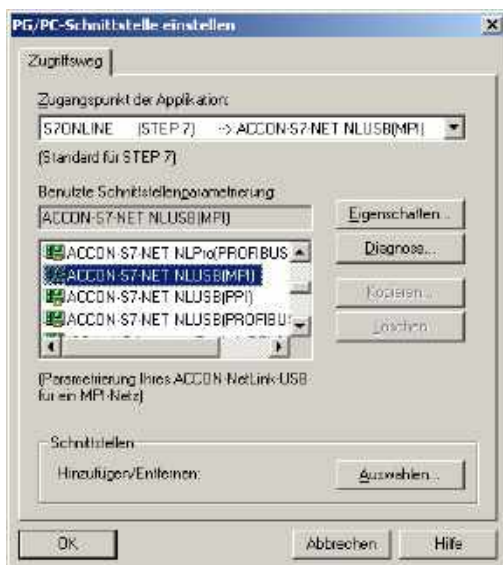 PG/PC-Schnittstelle einstellen
Zugriffsweg
Zugangspunkt der Applikation:
S7ONLINE (STEP 7) --> ACCON-S7-NET NLUSB(MPI)
(Standard für STEP 7)
Benutzte Schnittstellenparametrierung:
ACCON-S7-NET NLUSB(MPI)
Eigenschaften...
ACCON-S7-NET NLPro(PROFIBUS
Diagnose...
ACCON-S7-NET NLUSB(MPI)
ACCON-S7-NET NLUSB(PPI)
Kopieren...
ACCON-S7-NET NLUSB(PROFIBU
Löschen
(Parametrierung Ihres ACCON-NetLink-USB
für ein MPI-Netz)
Schnittstellen
Hinzufügen/Entfernen:
Auswählen...
OK
Abbrechen
Hilfe